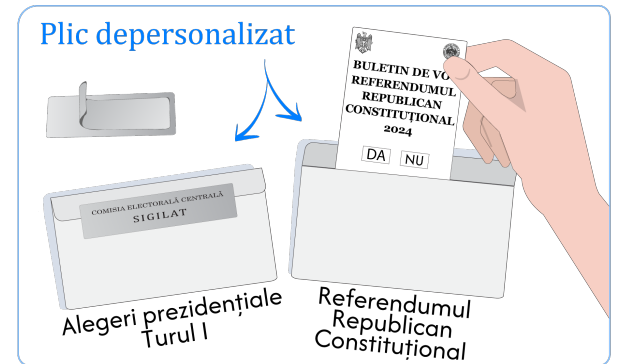 Plic depersonalizat
BULETIN DE VO
REFERENDUMUL
REPUBLICAN
CONSTITUȚIONAL
2024
DA NU
COMISIA ELECTORALĂ CENTRALĂ
SIGILAT
Alegeri prezidențiale
Turul I
Referendumul
Republican
Constituțional